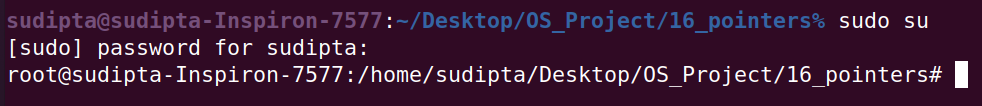 sudipta@sudipta-Inspiron-7577:~/Desktop/OS_Project/16_pointers% sudo su
[sudo] password for sudipta:
root@sudipta-Inspiron-7577:/home/sudipta/Desktop/OS_Project/16_pointers#